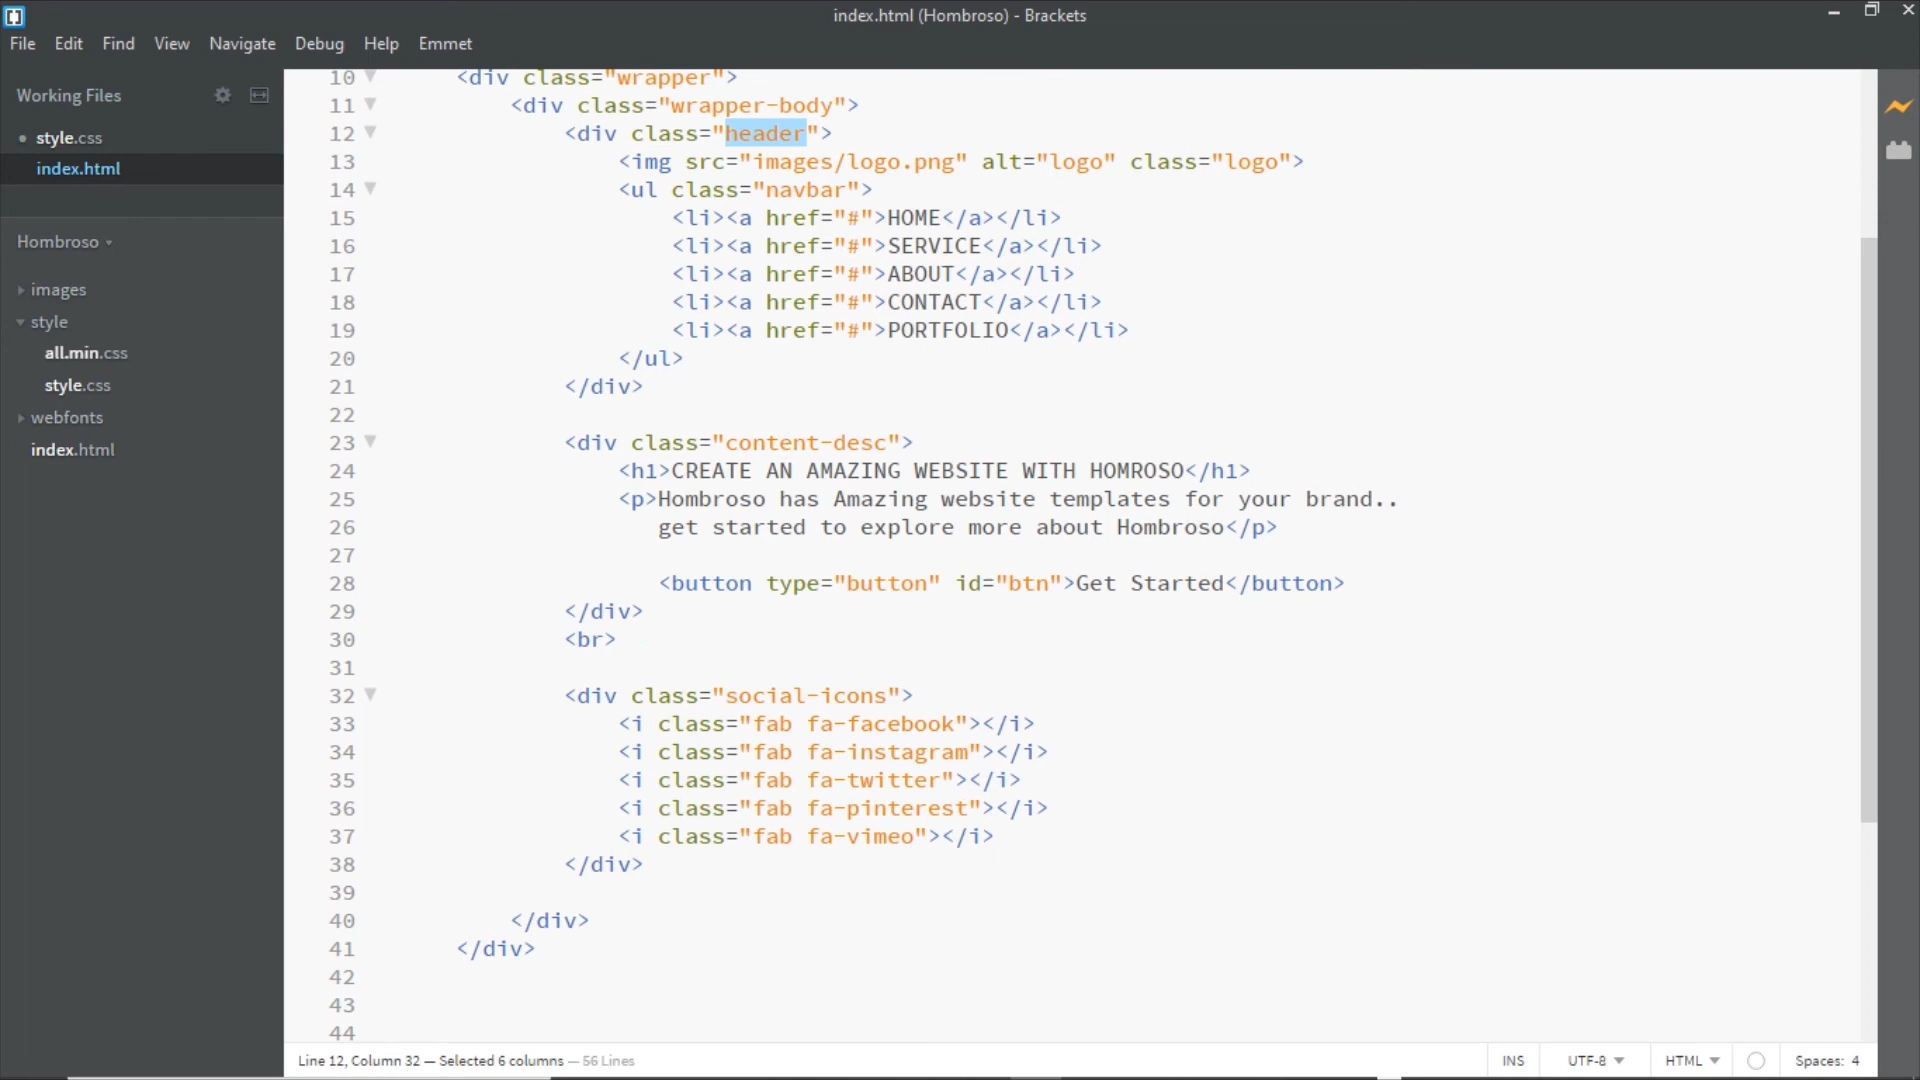 index.html (Hombroso) - Brackets
File Edit Find View Navigate Debug Help Emmet
Working Files
style.css
index.html
Hombroso
images
style
all.min.css
style.css
webfonts
index.html
10 <div class="wrapper">
11 <div class="wrapper-body">
12 <div class="header">
13 <img src="images/logo.png" alt="logo" class="logo">
14 <ul class="navbar">
15 <li><a href="#">HOME</a></li>
16 <li><a href="#">SERVICE</a></li>
17 <li><a href="#">ABOUT</a></li>
18 <li><a href="#">CONTACT</a></li>
19 <li><a href="#">PORTFOLIO</a></li>
20 </ul>
21 </div>
22
23 <div class="content-desc">
24 <h1>CREATE AN AMAZING WEBSITE WITH HOMROSO</h1>
25 <p>Hombroso has Amazing website templates for your brand..
26 get started to explore more about Hombroso</p>
27
28 <button type="button" id="btn">Get Started</button>
29 </div>
30 <br>
31
32 <div class="social-icons">
33 <i class="fab fa-facebook"></i>
34 <i class="fab fa-instagram"></i>
35 <i class="fab fa-twitter"></i>
36 <i class="fab fa-pinterest"></i>
37 <i class="fab fa-vimeo"></i>
38 </div>
39
40 </div>
41 </div>
42
43
44
Line 12, Column 32 — Selected 6 columns — 56 Lines INS UTF-8 HTML Spaces: 4